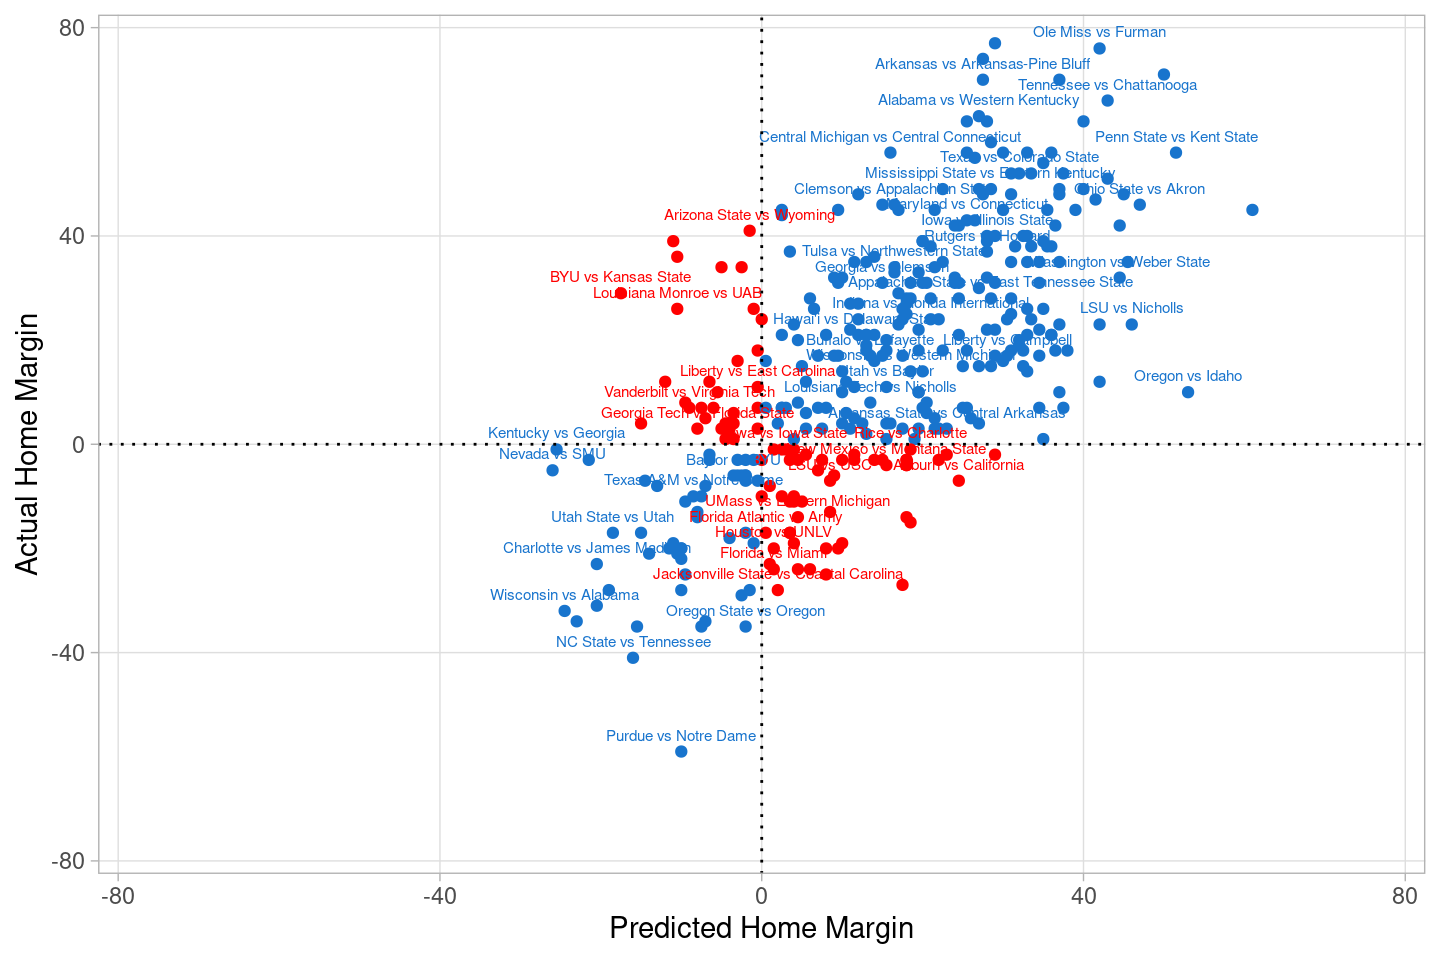 80
40
0
-40
-80
Actual Home Margin
Ole Miss vs Furman
Arkansas vs Arkansas-Pine Bluff
Tennessee vs Chattanooga
Alabama vs Western Kentucky
Central Michigan vs Central Connecticut
Penn State vs Kent State
Texas vs Colorado State
Mississippi State vs Eastern Kentucky
Clemson vs Appalachian State
Ohio State vs Akron
Maryland vs Connecticut
Arizona State vs Wyoming
Iowa vs Illinois State
Rutgers vs Howard
Tulsa vs Northwestern State
Washington vs Weber State
Georgia vs Clemson
BYU vs Kansas State
Appalachian State vs East Tennessee State
Louisiana Monroe vs UAB
Indiana vs Florida International
LSU vs Nicholls
Hawai'i vs Delaware State
Buffalo vs Lafayette
Liberty vs Campbell
Wisconsin vs Western Michigan
Liberty vs East Carolina
Utah vs Baylor
Oregon vs Idaho
Vanderbilt vs Virginia Tech
Louisiana Tech vs Nicholls
Georgia Tech vs Florida State
Arkansas State vs Central Arkansas
Kentucky vs Georgia
Iowa vs Iowa State
Rice vs Charlotte
Nevada vs SMU
New Mexico vs Montana State
Baylor vs BYU
LSU vs USC
Auburn vs California
Texas A&M vs Notre Dame
UMass vs Eastern Michigan
Utah State vs Utah
Florida Atlantic vs Army
Houston vs UNLV
Charlotte vs James Madison
Florida vs Miami
Jacksonville State vs Coastal Carolina
Wisconsin vs Alabama
Oregon State vs Oregon
NC State vs Tennessee
Purdue vs Notre Dame
-80
-40
0
40
80
Predicted Home Margin